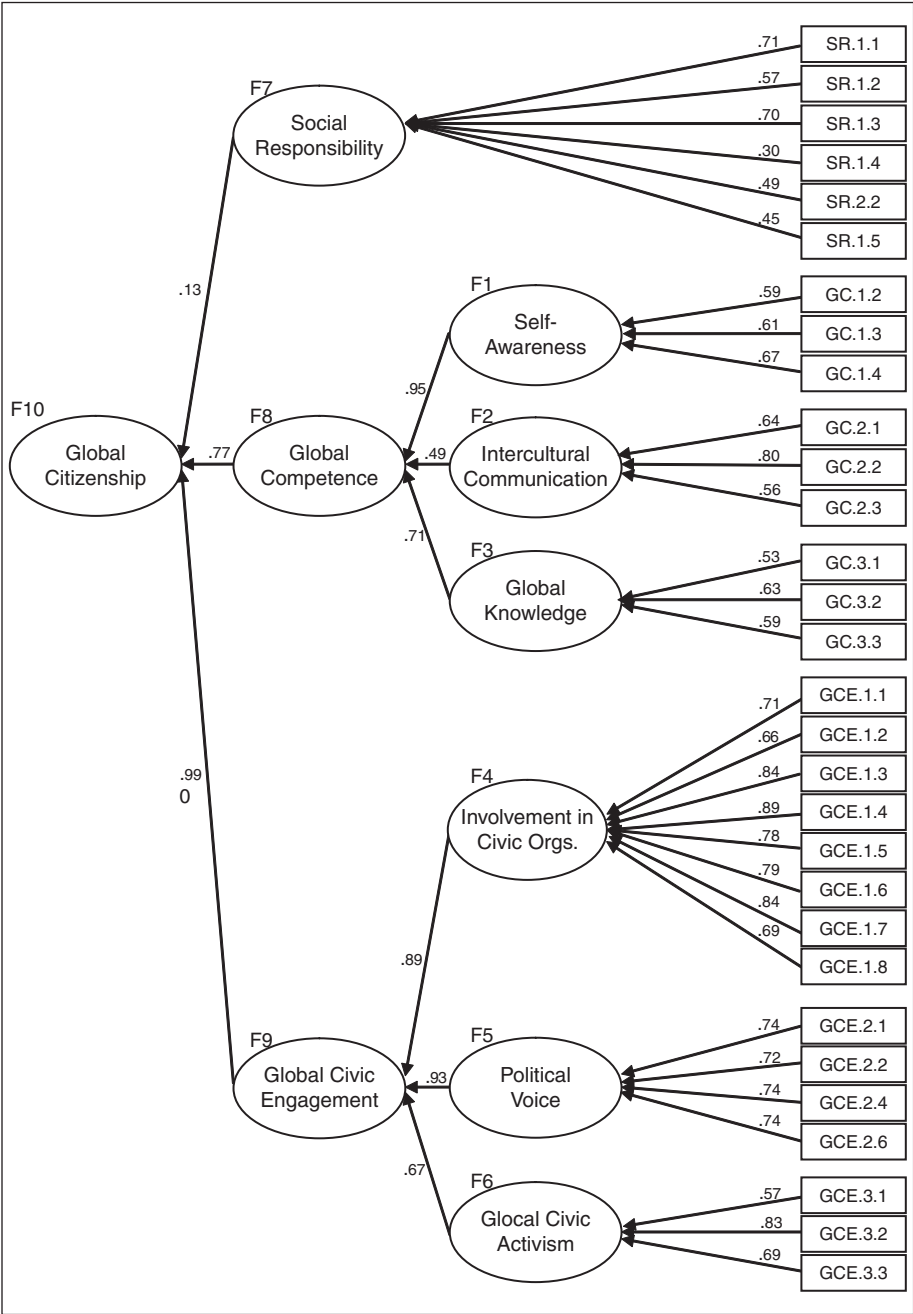 .71
SR.1.1
F7
.57
SR.1.2
Social
Responsibility
.70
SR.1.3
.30
SR.1.4
.49
SR.2.2
.45
SR.1.5
.13
F1
.59
GC.1.2
Self-
Awareness
.61
GC.1.3
.67
GC.1.4
.95
F10
F8
F2
.64
GC.2.1
Global
Citizenship
.77
Global
Competence
.49
Intercultural
Communication
.80
GC.2.2
.56
GC.2.3
.71
F3
.53
GC.3.1
Global
Knowledge
.63
GC.3.2
.59
GC.3.3
.71
GCE.1.1
.66
GCE.1.2
.99
0
F4
.84
GCE.1.3
Involvement in
Civic Orgs.
.89
GCE.1.4
.78
GCE.1.5
.79
GCE.1.6
.84
GCE.1.7
.69
GCE.1.8
.89
F9
F5
.74
GCE.2.1
Global Civic
Engagement
.93
Political
Voice
.72
GCE.2.2
.74
GCE.2.4
.74
GCE.2.6
.67
F6
.57
GCE.3.1
Glocal Civic
Activism
.83
GCE.3.2
.69
GCE.3.3